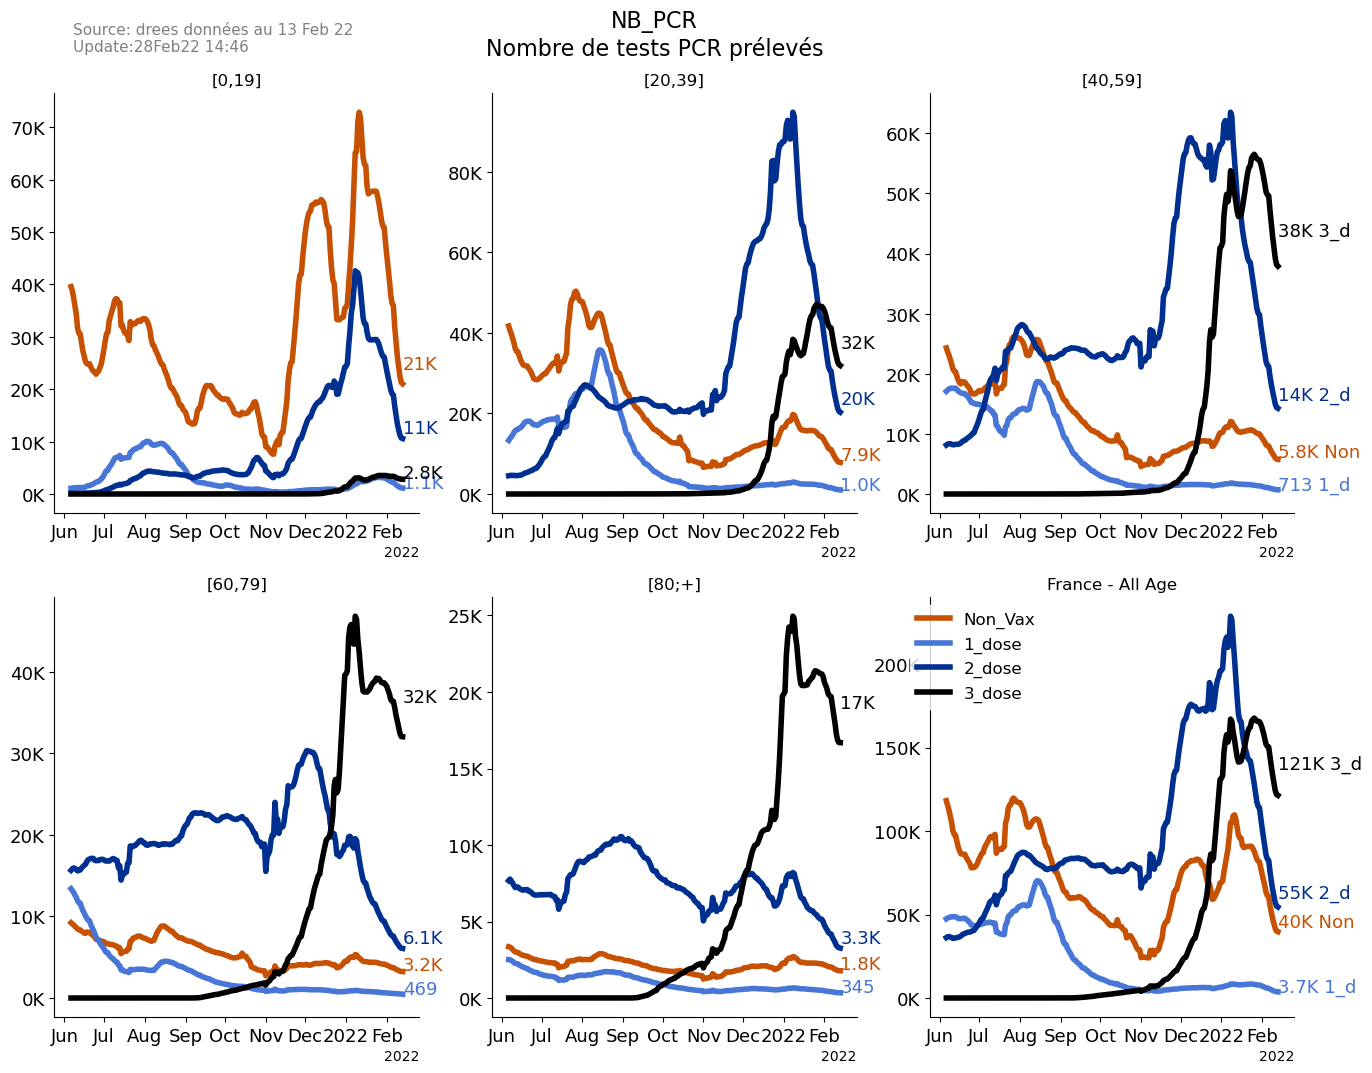 Source: drees données au 13 Feb 22
Update:28Feb22 14:46
NB_PCR
Nombre de tests PCR prélevés
[0,19]
70K
60K
50K
40K
30K
20K
10K
0K
21K
11K
2.8K
1.1K
Jun Jul Aug Sep Oct Nov Dec 2022 Feb
2022
[20,39]
80K
60K
40K
20K
0K
32K
20K
7.9K
1.0K
Jun Jul Aug Sep Oct Nov Dec 2022 Feb
2022
[40,59]
60K
50K
40K
30K
20K
10K
0K
38K 3_d
14K 2_d
5.8K Non
713 1_d
Jun Jul Aug Sep Oct Nov Dec 2022 Feb
2022
[60,79]
40K
30K
20K
10K
0K
32K
6.1K
3.2K
469
Jun Jul Aug Sep Oct Nov Dec 2022 Feb
2022
[80;+]
25K
20K
15K
10K
5K
0K
17K
3.3K
1.8K
345
Jun Jul Aug Sep Oct Nov Dec 2022 Feb
2022
France - All Age
Non_Vax
1_dose
2_dose
3_dose
200K
150K
100K
50K
0K
121K 3_d
55K 2_d
40K Non
3.7K 1_d
Jun Jul Aug Sep Oct Nov Dec 2022 Feb
2022